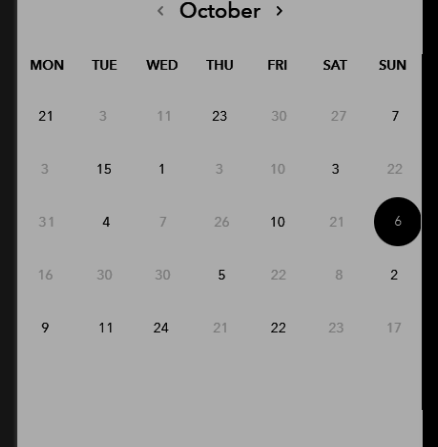 ‹ October ›
MON TUE WED THU FRI SAT SUN
21 3 11 23 30 27 7
3 15 1 3 10 3 22
31 4 7 26 10 21 6
16 30 30 5 22 8 2
9 11 24 21 22 23 17